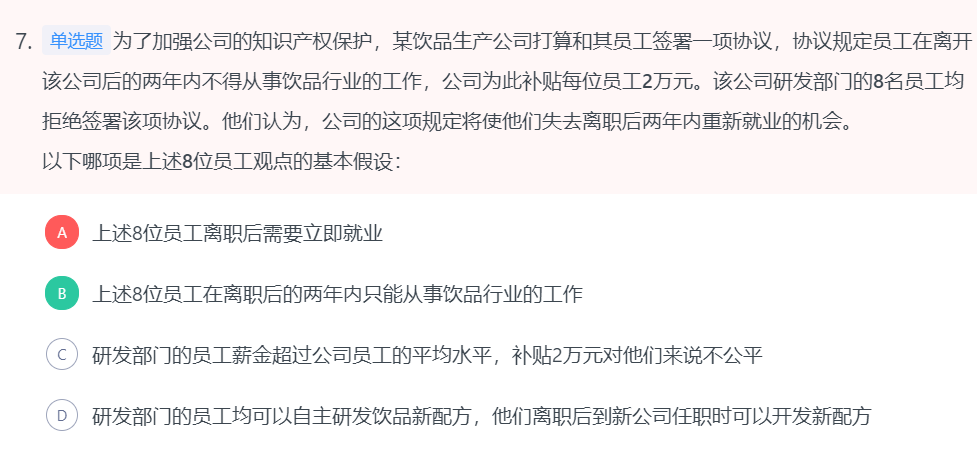 7. 单选题 为了加强公司的知识产权保护，某饮品生产公司打算和其员工签署一项协议，协议规定员工在离开
该公司后的两年内不得从事饮品行业的工作，公司为此补贴每位员工2万元。该公司研发部门的8名员工均
拒绝签署该项协议。他们认为，公司的这项规定将使他们失去离职后两年内重新就业的机会。
以下哪项是上述8位员工观点的基本假设：
A 上述8位员工离职后需要立即就业
B 上述8位员工在离职后的两年内只能从事饮品行业的工作
C 研发部门的员工薪金超过公司员工的平均水平，补贴2万元对他们来说不公平
D 研发部门的员工均可以自主研发饮品新配方，他们离职后到新公司任职时可以开发新配方